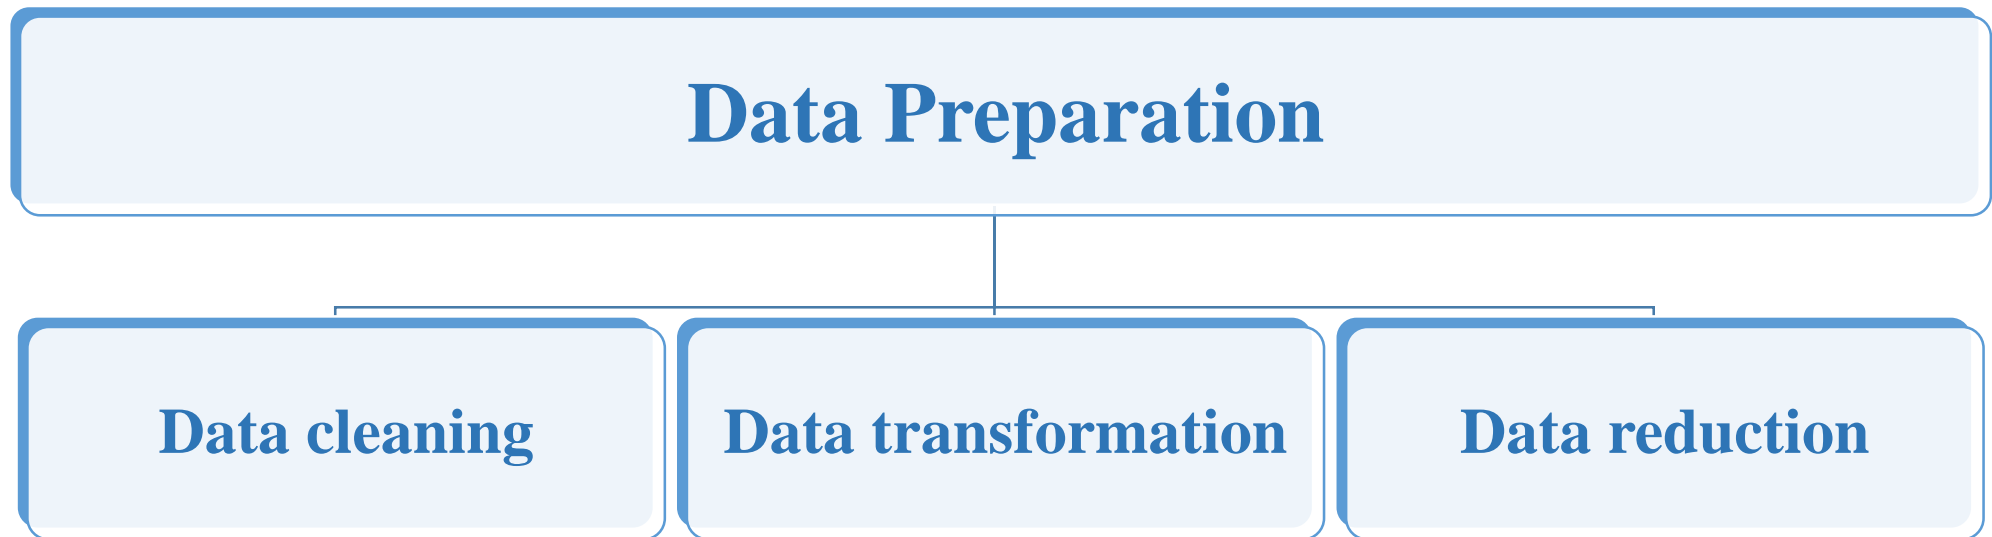 Data Preparation
Data cleaning
Data transformation
Data reduction